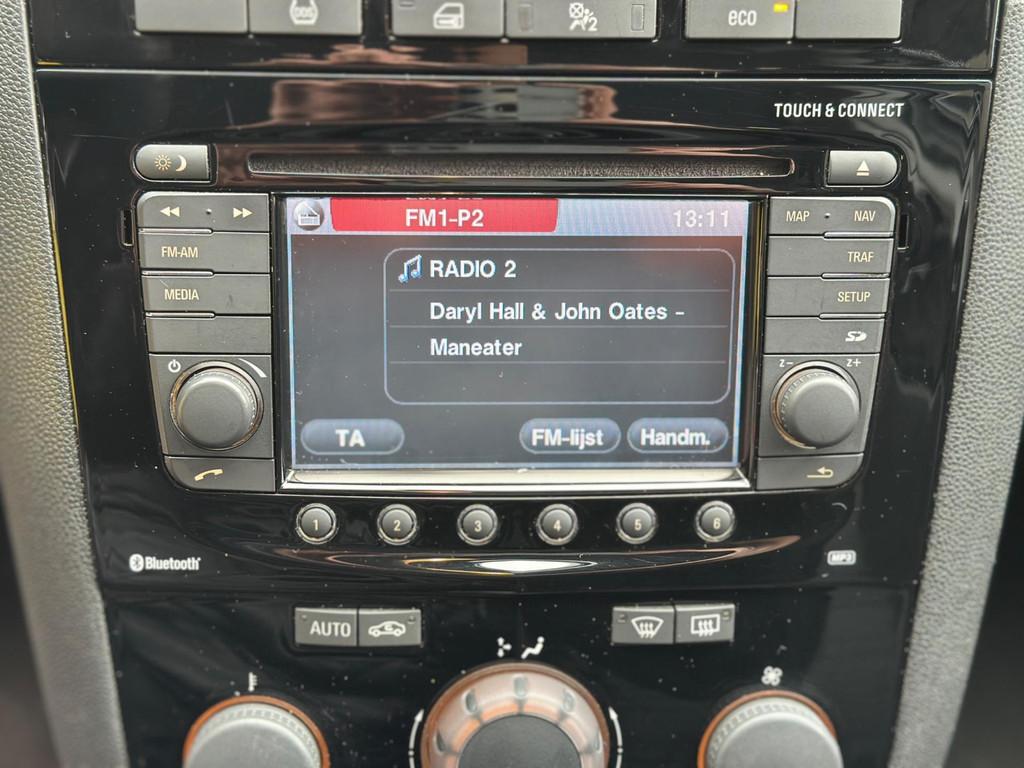 2
eco
TOUCH & CONNECT
FM1-P2
13:11
MAP · NAV
FM-AM
TRAF
MEDIA
SETUP
RADIO 2
Daryl Hall & John Oates -
Maneater
Z- Z+
TA
FM-lijst
Handm.
1 2 3 4 5 6
Bluetooth
MP3
AUTO